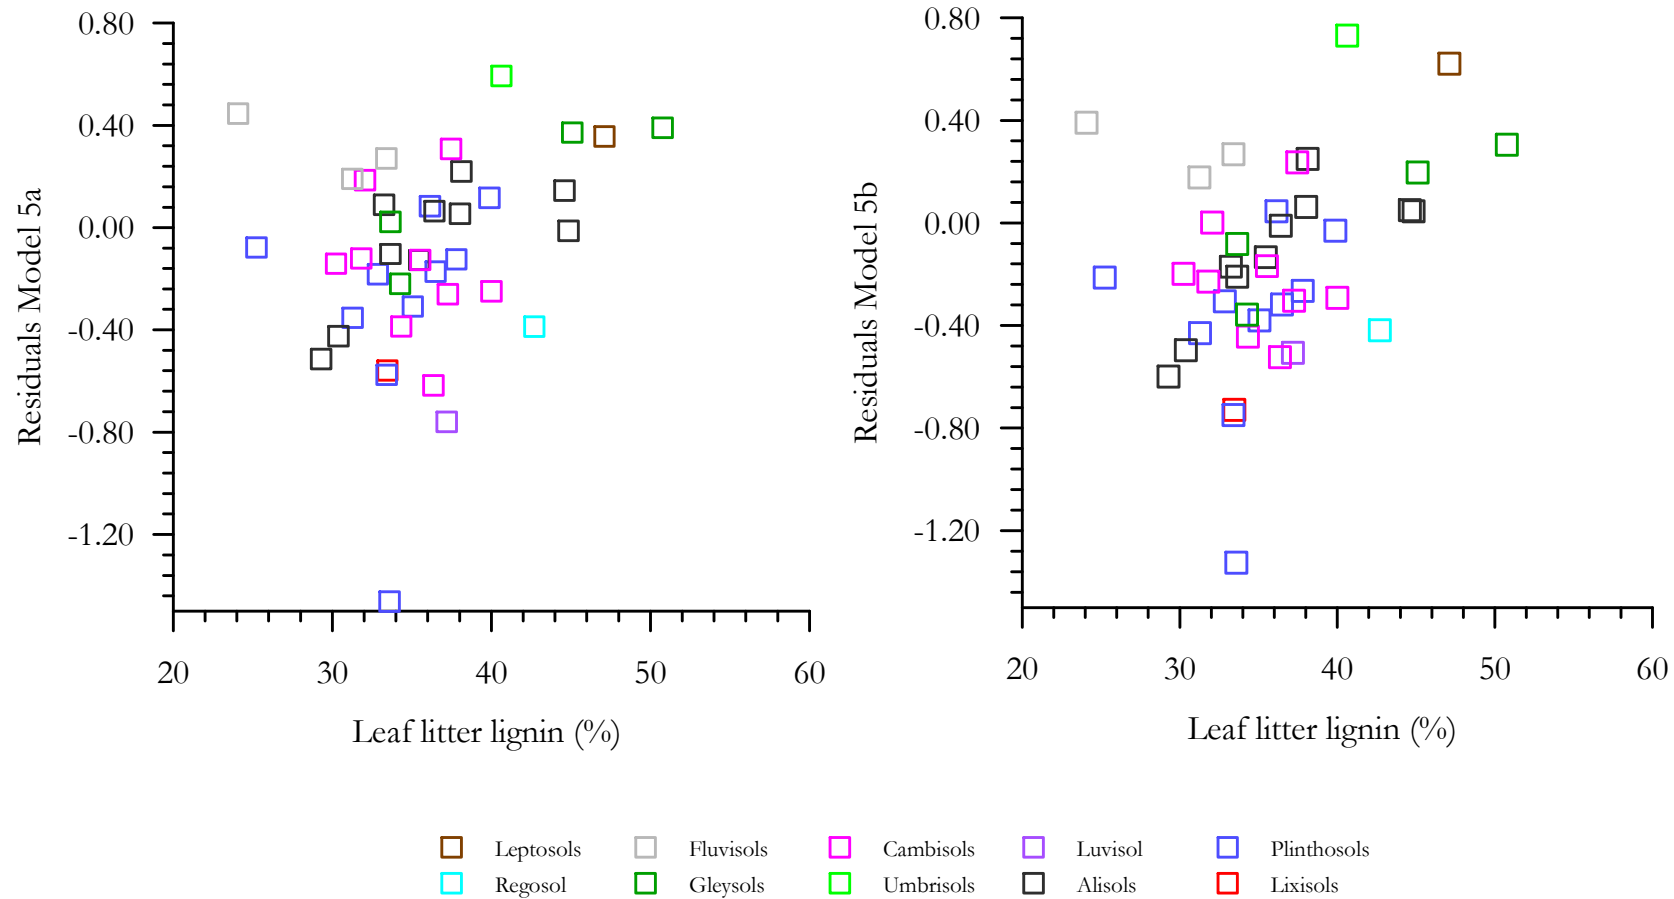 0.80
0.40
0.00
-0.40
-0.80
-1.20
Residuals Model 5a
20 30 40 50 60
Leaf litter lignin (%)
0.80
0.40
0.00
-0.40
-0.80
-1.20
Residuals Model 5b
20 30 40 50 60
Leaf litter lignin (%)
Leptosols Fluvisols Cambisols Luvisol Plinthosols
Regosol Gleysols Umbrisols Alisols Lixisols